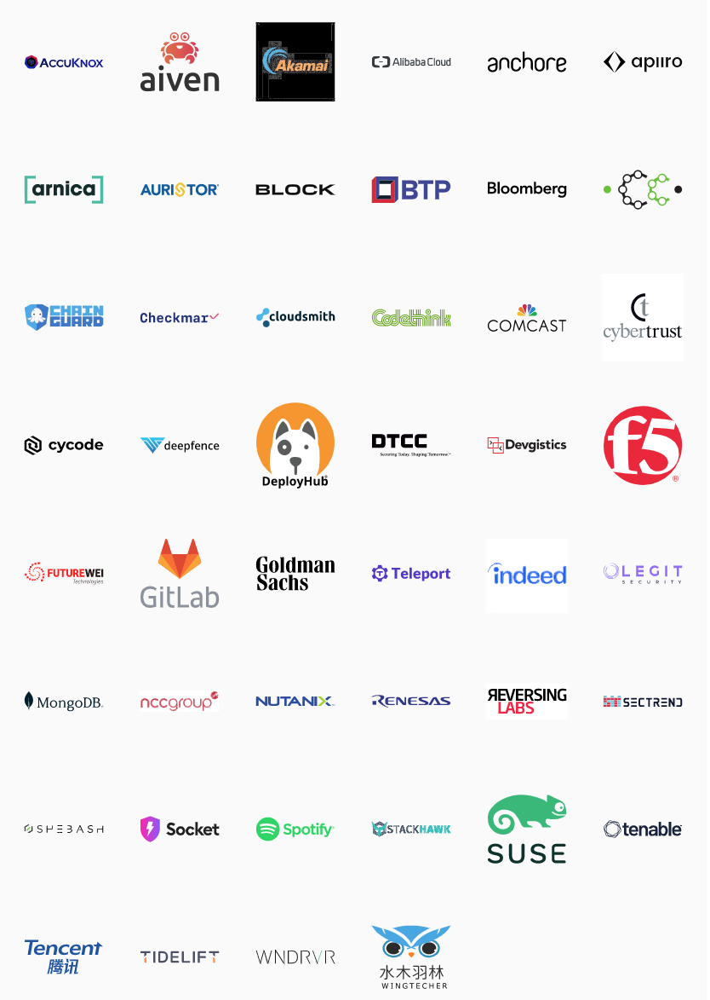 ACCUKNOX
aiven
Akamai
Alibaba Cloud
anchore
apiiro
arnica
AURISTOR
BLOCK
BTP
Bloomberg
CHAIN
GUARD
Checkmar
cloudsmith
Codethink
COMCAST
ct
cybertrust
cycode
deepfence
DeployHub
DTCC
Securing Today. Shaping Tomorrow.℠
Devgistics
f5®
FUTUREWEI
Technologies
GitLab
Goldman
Sachs
Teleport
indeed
LEGIT
SECURITY
MongoDB
nccgroup
NUTANIX
RENESAS
REVERSING
LABS
SECTREND
SHEBASH
Socket
Spotify
STACKHAWK
SUSE
tenable
Tencent
腾讯
TIDELIFT
WNDRVR
水木羽林
WINGTECHER